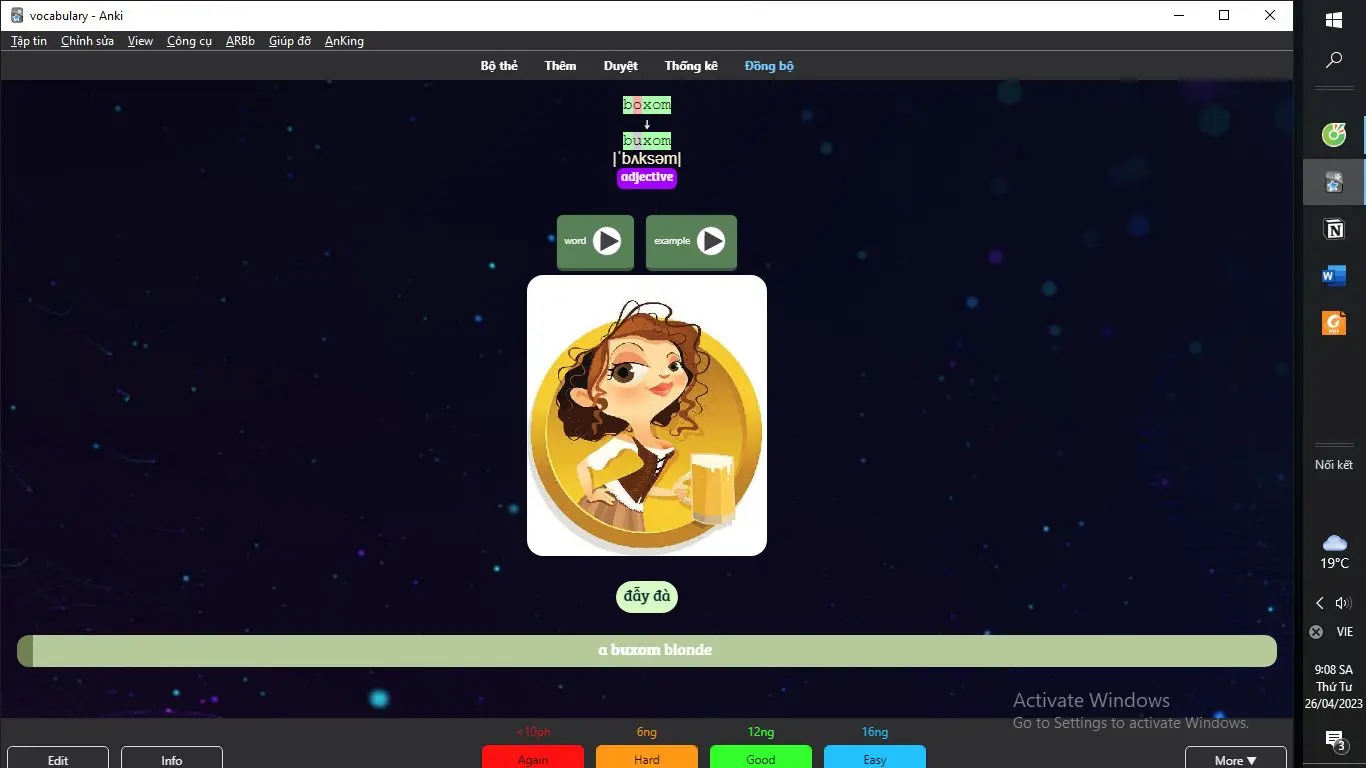 vocabulary - Anki
Tập tin Chỉnh sửa View Công cụ ARBb Giúp đỡ AnKing
Bộ thẻ Thêm Duyệt Thống kê Đồng bộ
boxom
↓
buxom
|ˈbʌksəm|
adjective
word example
đẫy đà
a buxom blonde
<10ph 6ng 12ng 16ng
Edit Info Again Hard Good Easy More ▼
Activate Windows
Go to Settings to activate Windows.
Nối kết
19°C
VIE
9:08 SA
Thứ Tư
26/04/2023
3